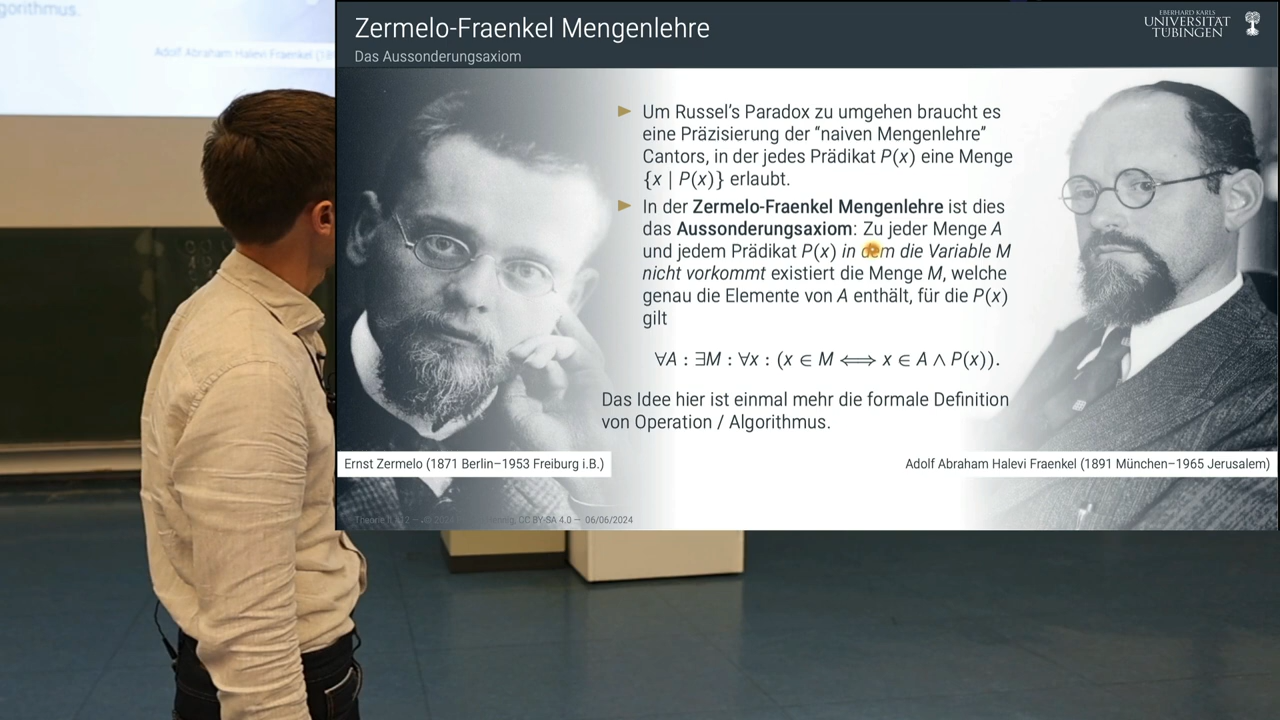 gorithmus.
Adolf Abraham Halevi Fraenkel (18
Zermelo-Fraenkel Mengenlehre
Das Aussonderungsaxiom
EBERHARD KARLS
UNIVERSITAT
TUBINGEN
► Um Russel's Paradox zu umgehen braucht es
eine Präzisierung der “naiven Mengenlehre”
Cantors, in der jedes Prädikat P(x) eine Menge
{x | P(x)} erlaubt.
► In der Zermelo-Fraenkel Mengenlehre ist dies
das Aussonderungsaxiom: Zu jeder Menge A
und jedem Prädikat P(x) in dem die Variable M
nicht vorkommt existiert die Menge M, welche
genau die Elemente von A enthält, für die P(x)
gilt
∀A : ∃M : ∀x : (x ∈ M ⟺ x ∈ A ∧ P(x)).
Das Idee hier ist einmal mehr die formale Definition
von Operation / Algorithmus.
Ernst Zermelo (1871 Berlin–1953 Freiburg i.B.)
Adolf Abraham Halevi Fraenkel (1891 München–1965 Jerusalem)
CC BY-SA 4.0 — 06/06/2024